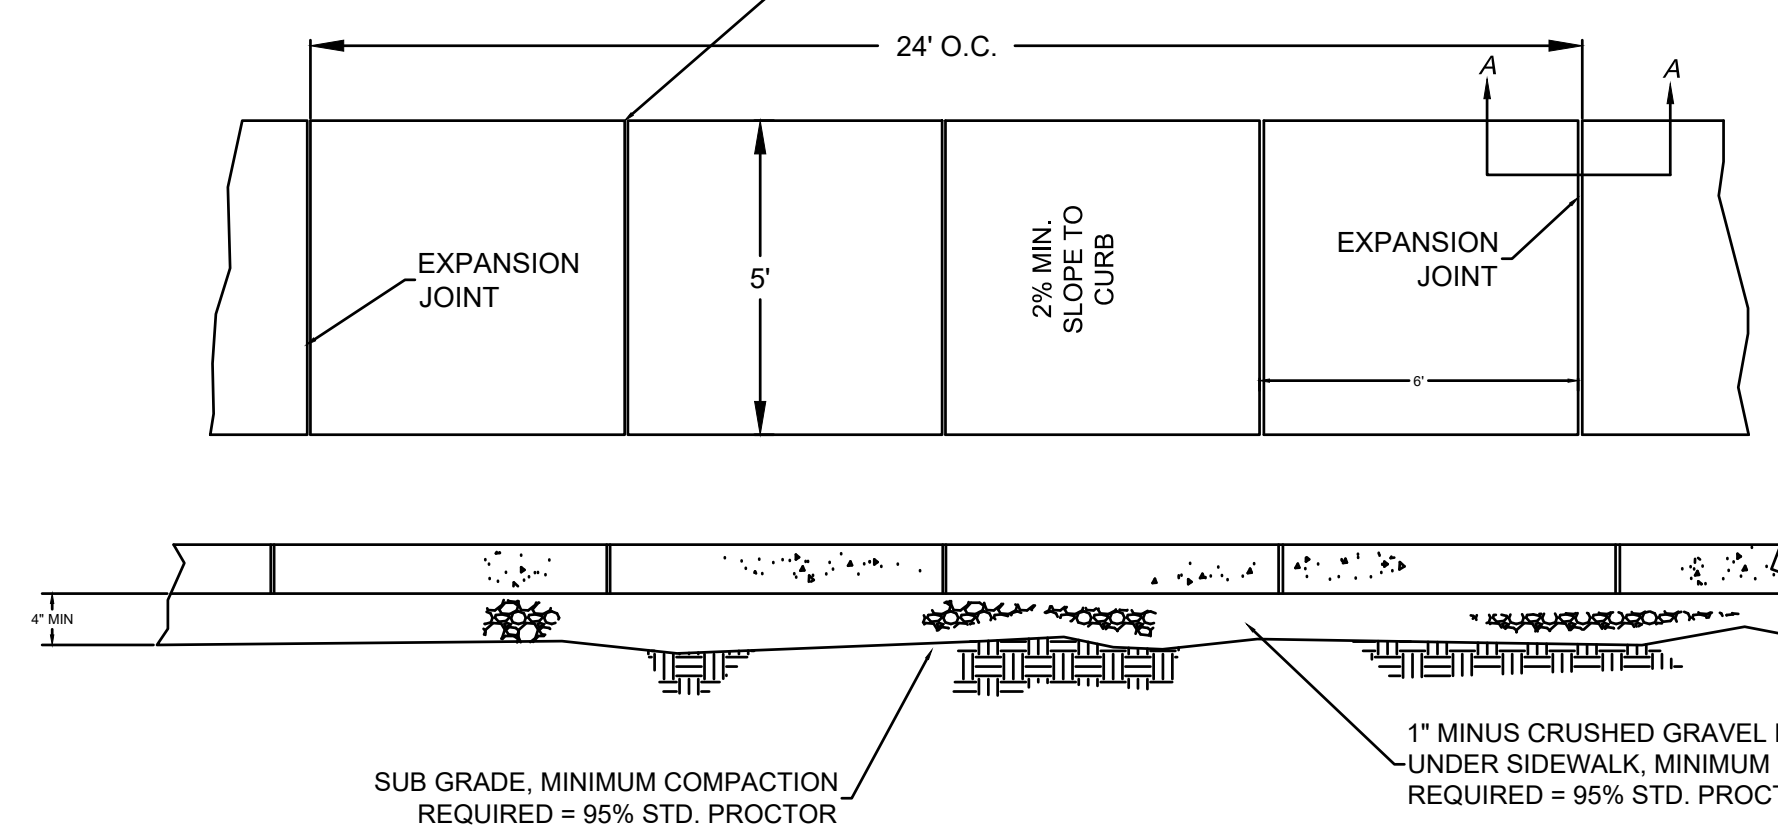 24' O.C.
A
A
EXPANSION
JOINT
5'
2% MIN.
SLOPE TO
CURB
EXPANSION
JOINT
6'
4" MIN
1" MINUS CRUSHED GRAVEL
UNDER SIDEWALK, MINIMUM
REQUIRED = 95% STD.
SUB GRADE, MINIMUM COMPACTION
REQUIRED = 95% STD. PROCTOR